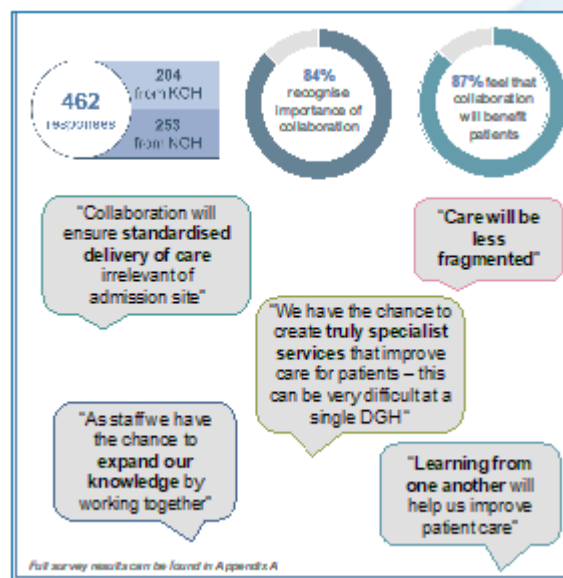 462
responses
204
from KGH
253
from NGH
84%
recognise
importance of
collaboration
87% feel that
collaboration
will benefit
patients
"Collaboration will
ensure standardised
delivery of care
irrelevant of
admission site"
"Care will be
less
fragmented"
"We have the chance to
create truly specialist
services that improve
care for patients – this
can be very difficult at a
single DGH"
"As staff we have
the chance to
expand our
knowledge by
working together"
"Learning from
one another will
help us improve
patient care"
Full survey results can be found in Appendix A